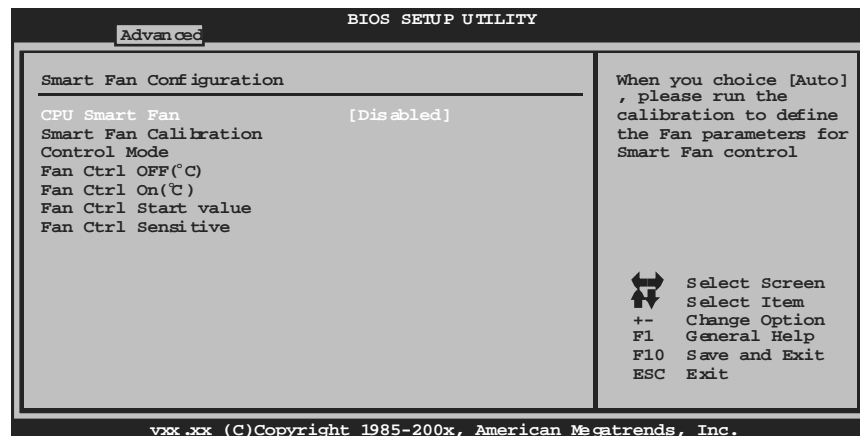 BIOS SETUP UTILITY
Advanced
Smart Fan Configuration
CPU Smart Fan [Disabled]
Smart Fan Calibration
Control Mode
Fan Ctrl OFF(°C)
Fan Ctrl On(°C)
Fan Ctrl Start value
Fan Ctrl Sensitive
When you choice [Auto]
, please run the
calibration to define
the Fan parameters for
Smart Fan control
Select Screen
Select Item
+- Change Option
F1 General Help
F10 Save and Exit
ESC Exit
vxx.xx (C)Copyright 1985-200x, American Megatrends, Inc.